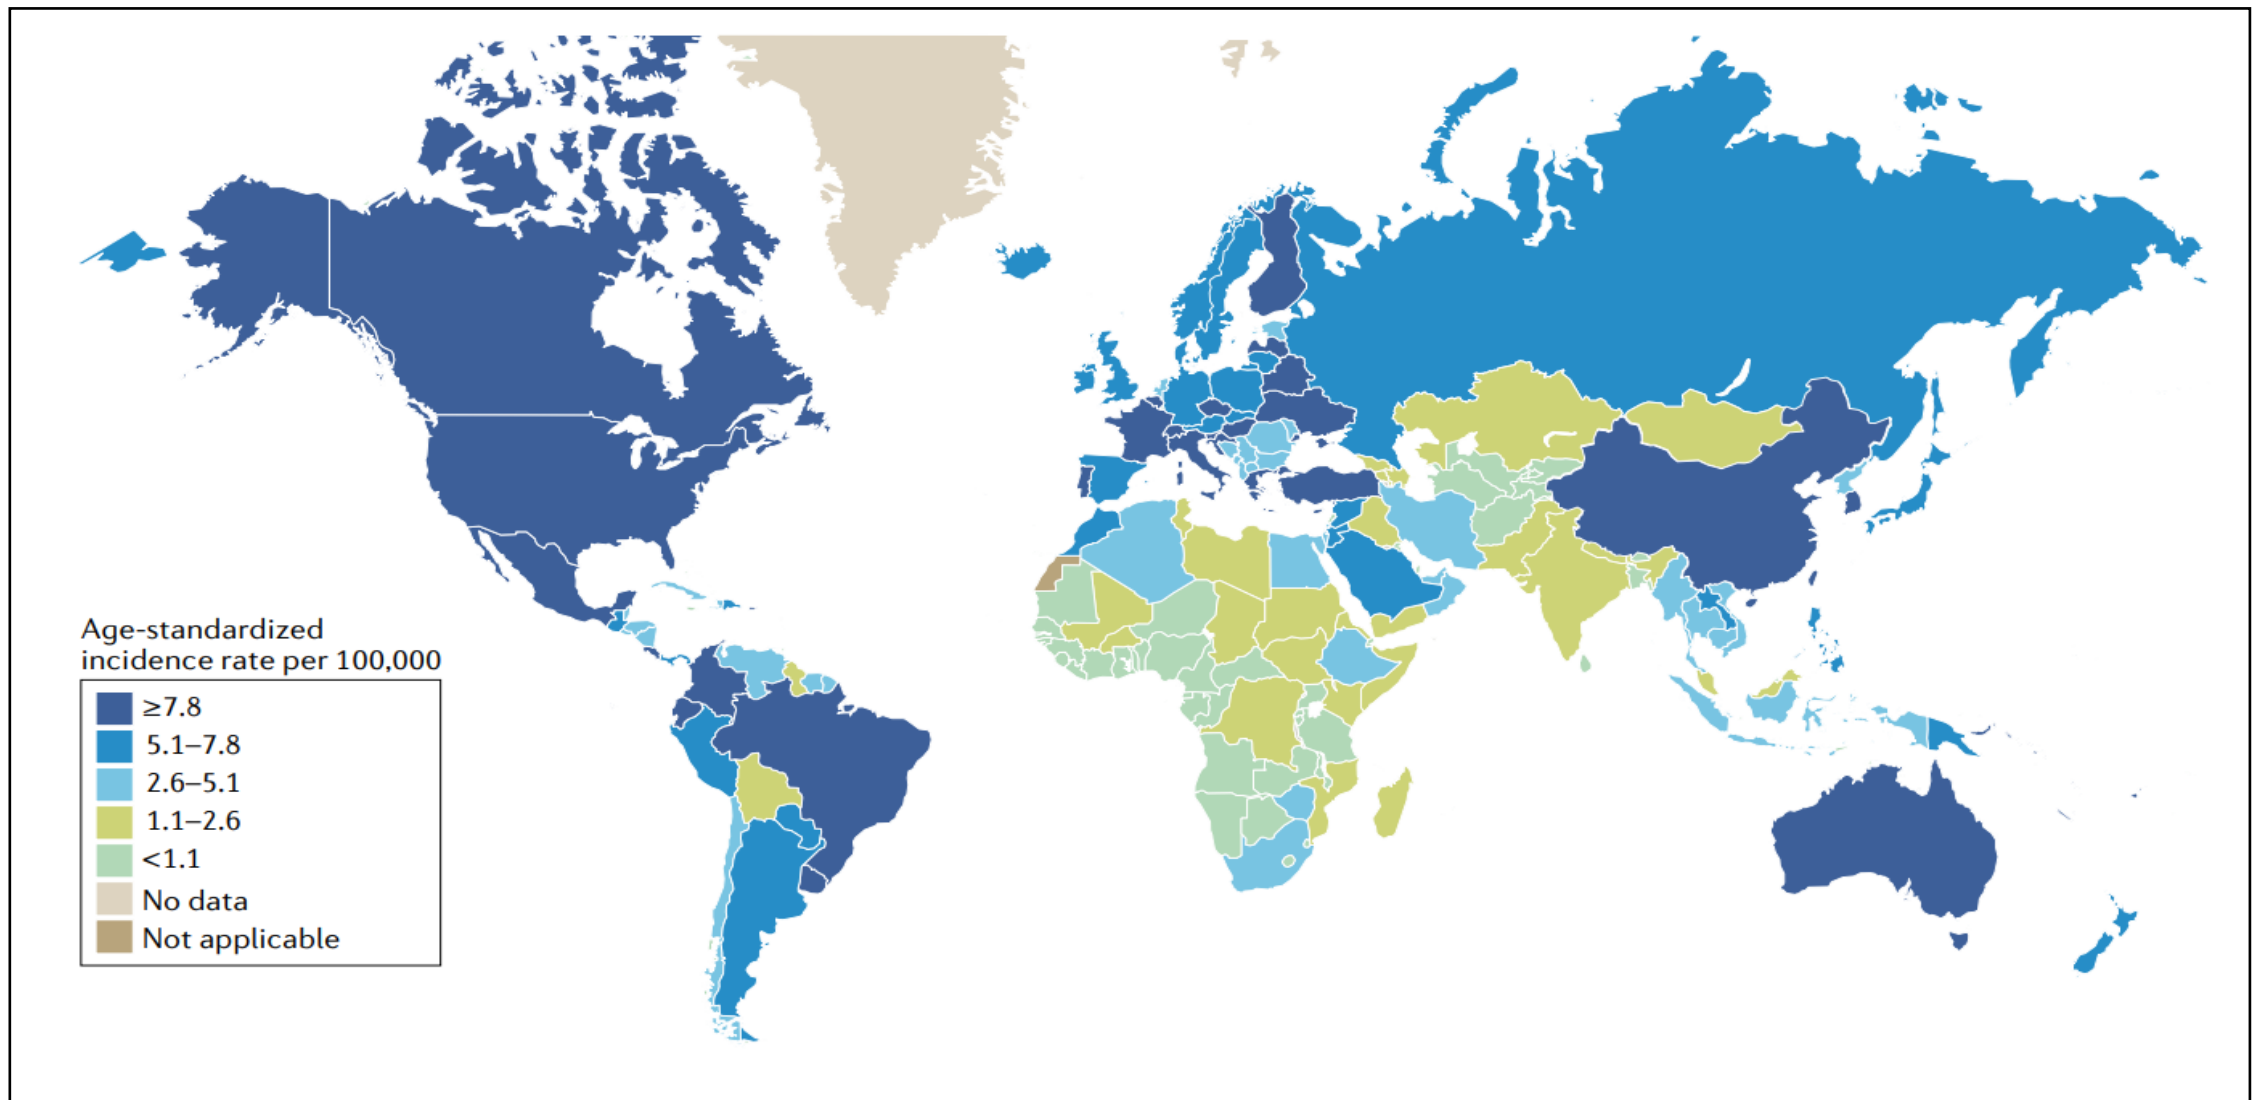 Age-standardized
incidence rate per 100,000
≥7.8
5.1–7.8
2.6–5.1
1.1–2.6
<1.1
No data
Not applicable